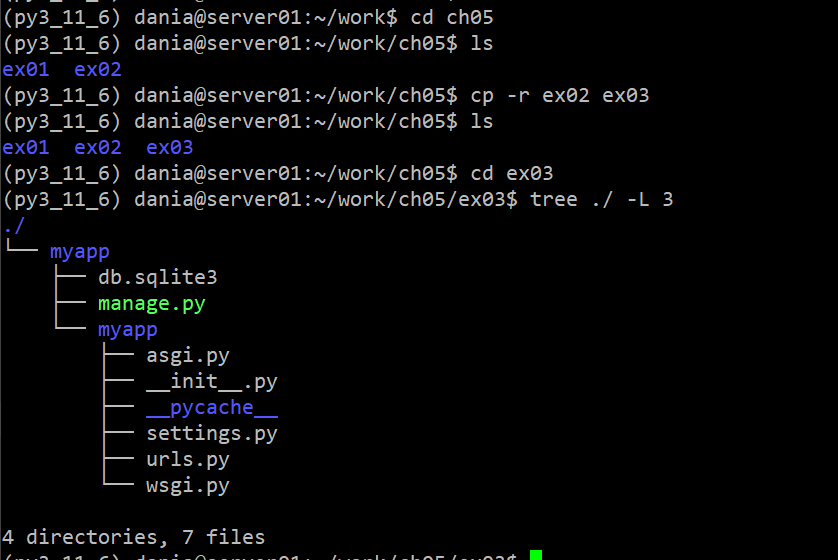 (py3_11_6) dania@server01:~/work$ cd ch05
(py3_11_6) dania@server01:~/work/ch05$ ls
ex01  ex02
(py3_11_6) dania@server01:~/work/ch05$ cp -r ex02 ex03
(py3_11_6) dania@server01:~/work/ch05$ ls
ex01  ex02  ex03
(py3_11_6) dania@server01:~/work/ch05$ cd ex03
(py3_11_6) dania@server01:~/work/ch05/ex03$ tree ./ -L 3
./
└── myapp
    ├── db.sqlite3
    ├── manage.py
    └── myapp
        ├── asgi.py
        ├── __init__.py
        ├── __pycache__
        ├── settings.py
        ├── urls.py
        └── wsgi.py
4 directories, 7 files
(py3_11_6) dania@server01:~/work/ch05/ex03$